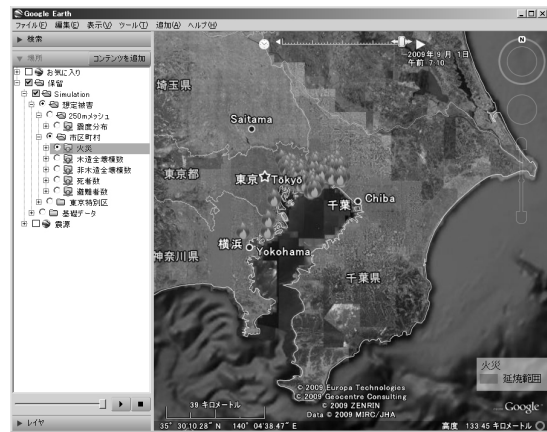 Google Earth
ファイル(F) 編集(E) 表示(V) ツール(T) 追加(A) ヘルプ(H)
検索
場所
コンテンツを追加
お気に入り
保留
Simulation
想定被害
250mメッシュ
震度分布
市区町村
火災
木造全壊棟数
非木造全壊棟数
死者数
避難者数
東京特別区
基礎データ
震源
レイヤ
2009年 9月 1日
午前 7:10
N
埼玉県
Saitama
東京都
東京 Tōkyō
千葉 Chiba
横浜 Yokohama
神奈川県
千葉県
火災
延焼範囲
© 2009 Europa Technologies
© 2009 Geocentre Consulting
© 2009 ZENRIN
Data © 2009 MIRC/JHA
Google
39 キロメートル
35° 30'10.28" N 140° 04'38.47" E
高度 133.45 キロメートル